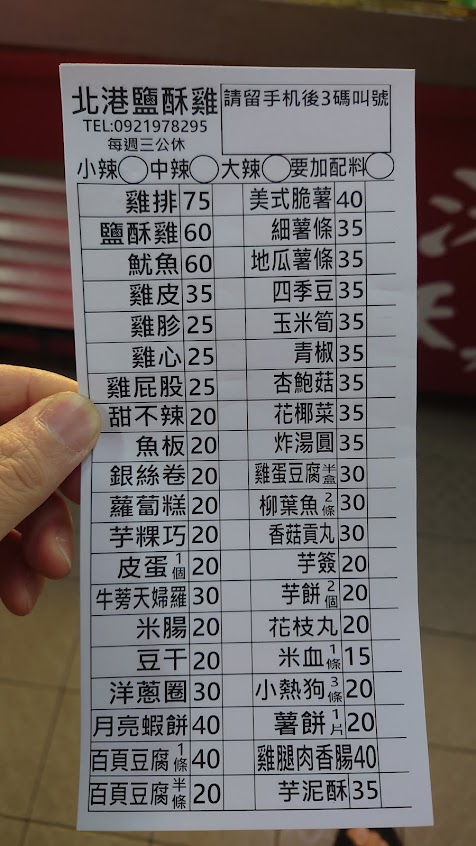 北港鹽酥雞
TEL:0921978295
每週三公休
請留手机後3碼叫號
小辣 中辣 大辣 要加配料
雞排 75 美式脆薯 40
鹽酥雞 60 細薯條 35
魷魚 60 地瓜薯條 35
雞皮 35 四季豆 35
雞胗 25 玉米筍 35
雞心 25 青椒 35
雞屁股 25 杏鮑菇 35
甜不辣 20 花椰菜 35
魚板 20 炸湯圓 35
銀絲卷 20 雞蛋豆腐半盒 30
蘿蔔糕 20 柳葉魚2條 30
芋粿巧 20 香菇貢丸 30
皮蛋1個 20 芋簽 20
牛蒡天婦羅 30 芋餅2個 20
米腸 20 花枝丸 20
豆干 20 米血1條 15
洋蔥圈 30 小熱狗3條 20
月亮蝦餅 40 薯餅1片 20
百頁豆腐1條 40 雞腿肉香腸 40
百頁豆腐半條 20 芋泥酥 35